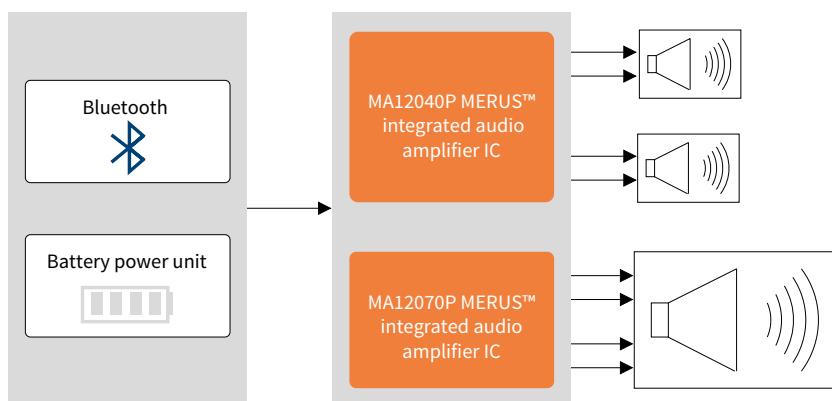 Bluetooth
Battery power unit
MA12040P MERUS™
integrated audio
amplifier IC
MA12070P MERUS™
integrated audio
amplifier IC